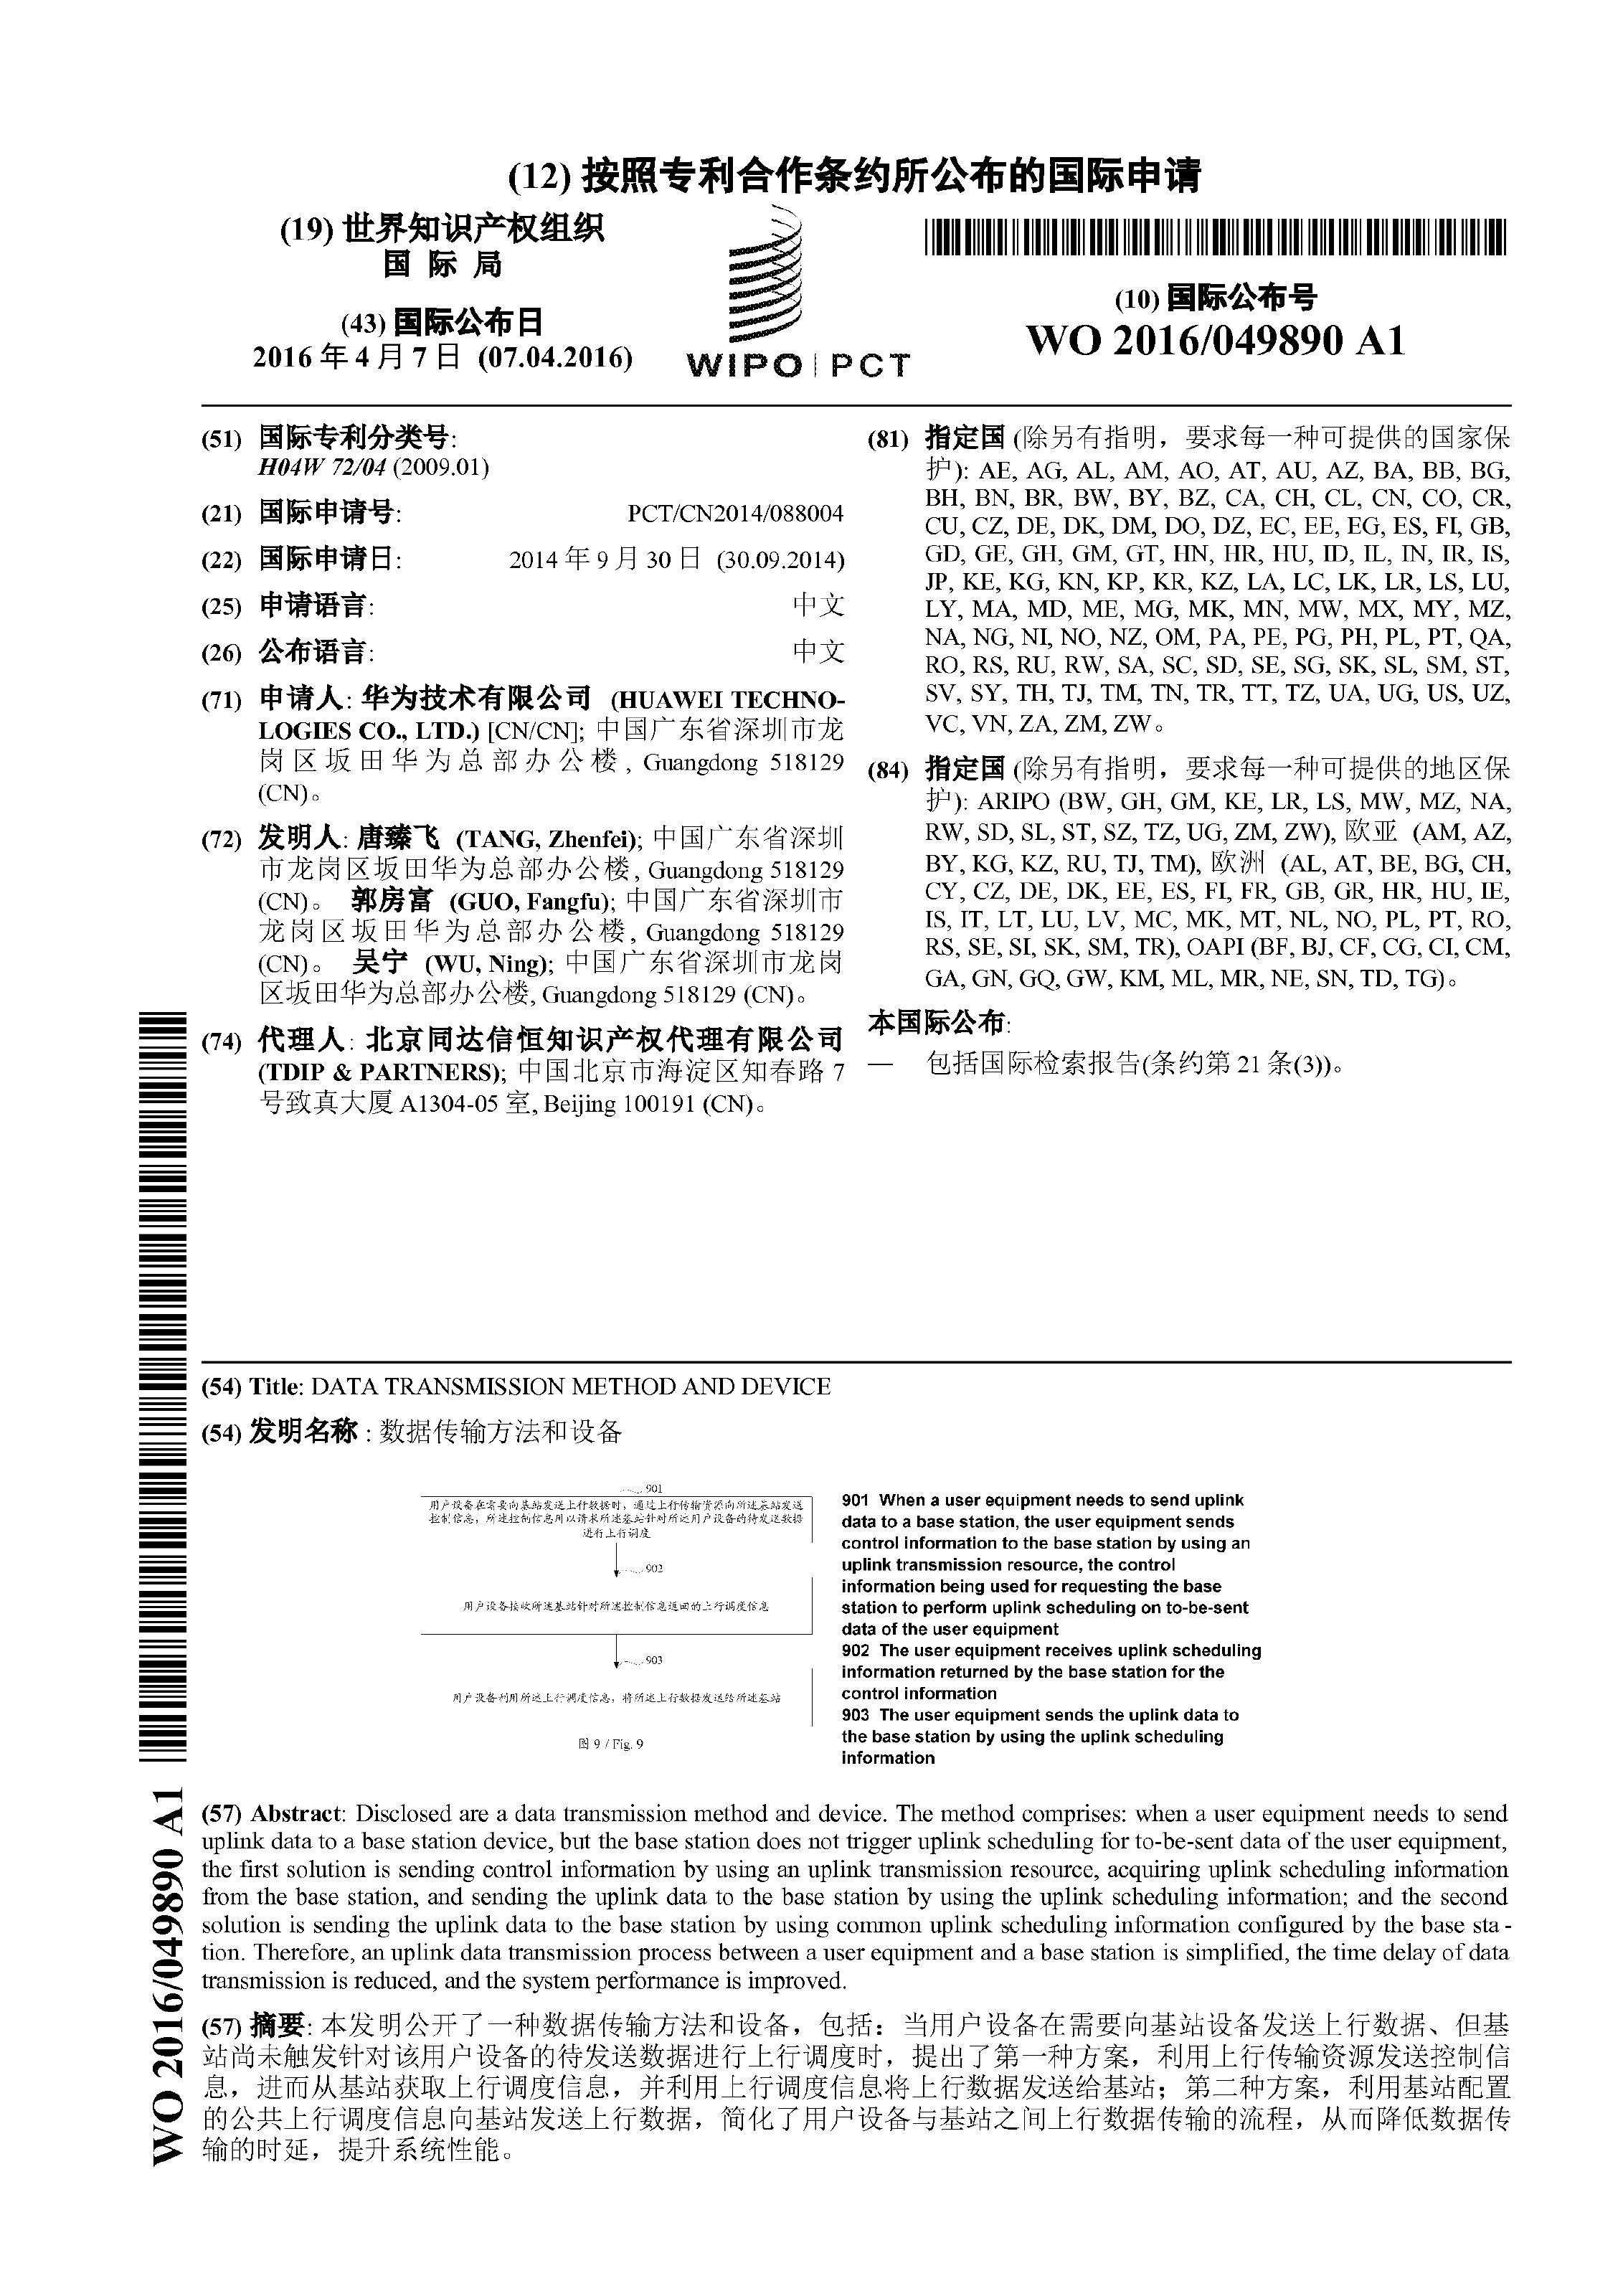 (12) 按照专利合作条约所公布的国际申请
(19) 世界知识产权组织
国 际 局
(43) 国际公布日
2016 年 4 月 7 日 (07.04.2016)
WIPO | PCT
(10) 国际公布号
WO 2016/049890 A1
(51) 国际专利分类号:
H04W 72/04 (2009.01)
(21) 国际申请号: PCT/CN2014/088004
(22) 国际申请日: 2014 年 9 月 30 日 (30.09.2014)
(25) 申请语言: 中文
(26) 公布语言: 中文
(71) 申请人: 华为技术有限公司 (HUAWEI TECHNO-
LOGIES CO., LTD.) [CN/CN]; 中国广东省深圳市龙
岗区坂田华为总部办公楼, Guangdong 518129
(CN)。
(72) 发明人: 唐臻飞 (TANG, Zhenfei); 中国广东省深圳
市龙岗区坂田华为总部办公楼, Guangdong 518129
(CN)。 郭房富 (GUO, Fangfu); 中国广东省深圳市
龙岗区坂田华为总部办公楼, Guangdong 518129
(CN)。 吴宁 (WU, Ning); 中国广东省深圳市龙岗
区坂田华为总部办公楼, Guangdong 518129 (CN)。
(74) 代理人: 北京同达信恒知识产权代理有限公司
(TDIP & PARTNERS); 中国北京市海淀区知春路 7
号致真大厦 A1304-05 室, Beijing 100191 (CN)。
(81) 指定国 (除另有指明，要求每一种可提供的国家保
护): AE, AG, AL, AM, AO, AT, AU, AZ, BA, BB, BG,
BH, BN, BR, BW, BY, BZ, CA, CH, CL, CN, CO, CR,
CU, CZ, DE, DK, DM, DO, DZ, EC, EE, EG, ES, FI, GB,
GD, GE, GH, GM, GT, HN, HR, HU, ID, IL, IN, IR, IS,
JP, KE, KG, KN, KP, KR, KZ, LA, LC, LK, LR, LS, LU,
LY, MA, MD, ME, MG, MK, MN, MW, MX, MY, MZ,
NA, NG, NI, NO, NZ, OM, PA, PE, PG, PH, PL, PT, QA,
RO, RS, RU, RW, SA, SC, SD, SE, SG, SK, SL, SM, ST,
SV, SY, TH, TJ, TM, TN, TR, TT, TZ, UA, UG, US, UZ,
VC, VN, ZA, ZM, ZW。
(84) 指定国 (除另有指明，要求每一种可提供的地区保
护): ARIPO (BW, GH, GM, KE, LR, LS, MW, MZ, NA,
RW, SD, SL, ST, SZ, TZ, UG, ZM, ZW), 欧亚 (AM, AZ,
BY, KG, KZ, RU, TJ, TM), 欧洲 (AL, AT, BE, BG, CH,
CY, CZ, DE, DK, EE, ES, FI, FR, GB, GR, HR, HU, IE,
IS, IT, LT, LU, LV, MC, MK, MT, NL, NO, PL, PT, RO,
RS, SE, SI, SK, SM, TR), OAPI (BF, BJ, CF, CG, CI, CM,
GA, GN, GQ, GW, KM, ML, MR, NE, SN, TD, TG)。
本国际公布:
— 包括国际检索报告(条约第 21 条(3))。
(54) Title: DATA TRANSMISSION METHOD AND DEVICE
(54) 发明名称 : 数据传输方法和设备
901
用户设备在需要向基站发送上行数据时，通过上行传输资源向所述基站发送
控制信息，所述控制信息用以请求所述基站针对所述用户设备的待发送数据
进行上行调度
902
用户设备接收所述基站针对所述控制信息返回的上行调度信息
903
用户设备利用所述上行调度信息，将所述上行数据发送给所述基站
图 9 / Fig. 9
901 When a user equipment needs to send uplink
data to a base station, the user equipment sends
control information to the base station by using an
uplink transmission resource, the control
information being used for requesting the base
station to perform uplink scheduling on to-be-sent
data of the user equipment
902 The user equipment receives uplink scheduling
information returned by the base station for the
control information
903 The user equipment sends the uplink data to
the base station by using the uplink scheduling
information
(57) Abstract: Disclosed are a data transmission method and device. The method comprises: when a user equipment needs to send
uplink data to a base station device, but the base station does not trigger uplink scheduling for to-be-sent data of the user equipment,
the first solution is sending control information by using an uplink transmission resource, acquiring uplink scheduling information
from the base station, and sending the uplink data to the base station by using the uplink scheduling information; and the second
solution is sending the uplink data to the base station by using common uplink scheduling information configured by the base sta-
tion. Therefore, an uplink data transmission process between a user equipment and a base station is simplified, the time delay of data
transmission is reduced, and the system performance is improved.
(57) 摘要: 本发明公开了一种数据传输方法和设备，包括：当用户设备在需要向基站设备发送上行数据、但基
站尚未触发针对该用户设备的待发送数据进行上行调度时，提出了第一种方案，利用上行传输资源发送控制信
息，进而从基站获取上行调度信息，并利用上行调度信息将上行数据发送给基站；第二种方案，利用基站配置
的公共上行调度信息向基站发送上行数据，简化了用户设备与基站之间上行数据传输的流程，从而降低数据传
输的时延，提升系统性能。
WO 2016/049890 A1